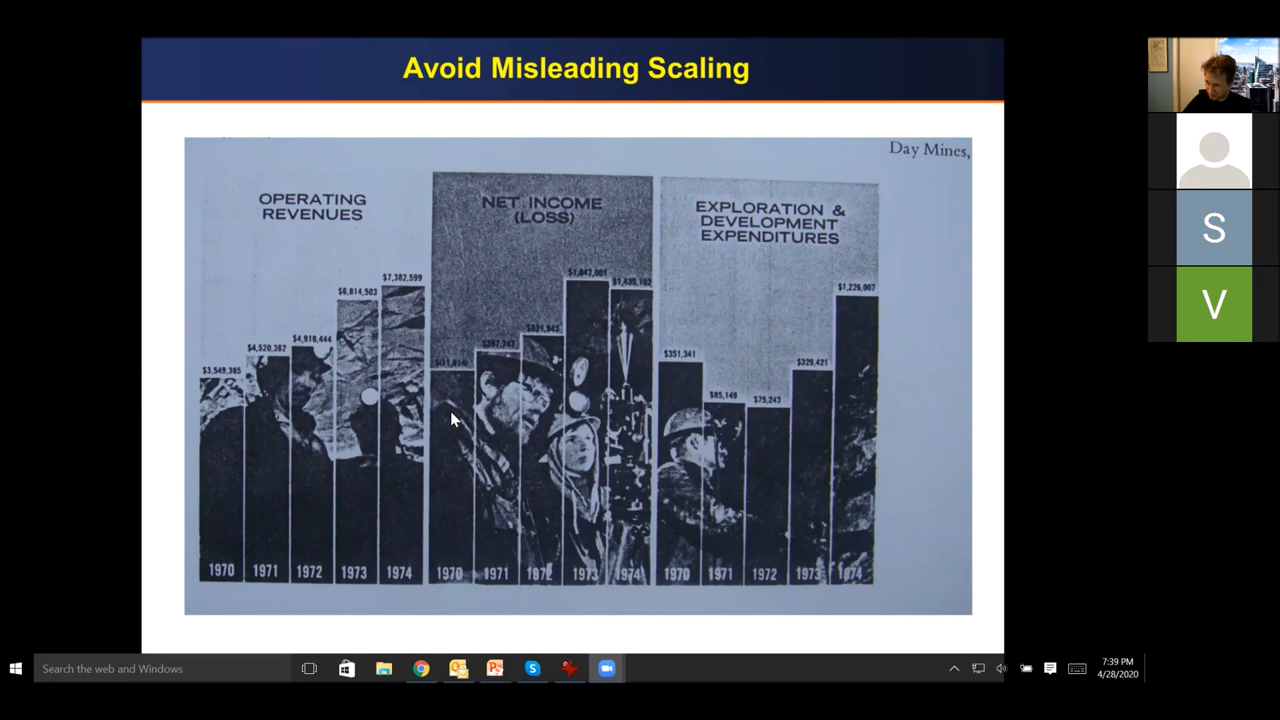 Avoid Misleading Scaling
Day Mines,
OPERATING
REVENUES
$3,549,385
$4,520,367
$4,916,444
$6,814,503
$7,382,599
1970
1971
1972
1973
1974
NET INCOME
(LOSS)
1970
1971
1972
1973
1974
EXPLORATION &
DEVELOPMENT
EXPENDITURES
$351,341
$85,149
$75,243
$329,421
$1,226,007
1970
1971
1972
1973
1974
S
V
Search the web and Windows
7:39 PM
4/28/2020